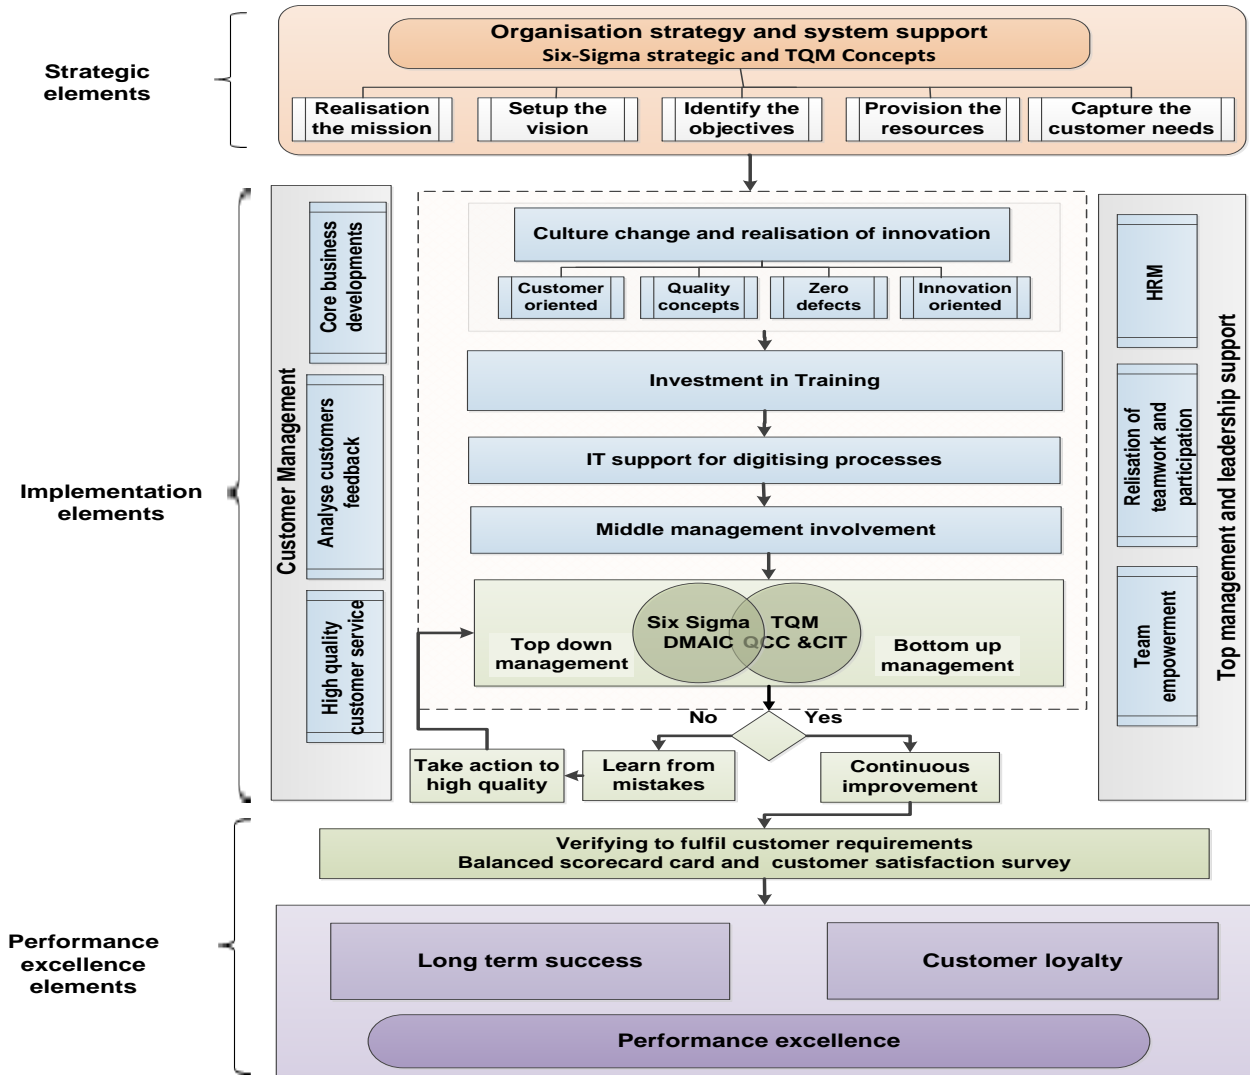 Strategic
elements
Organisation strategy and system support
Six-Sigma strategic and TQM Concepts
Realisation
the mission
Setup the
vision
Identify the
objectives
Provision the
resources
Capture the
customer needs
Implementation
elements
Customer Management
Core business
developments
Analyse customers
feedback
High quality
customer service
Culture change and realisation of innovation
Customer
oriented
Quality
concepts
Zero
defects
Innovation
oriented
Investment in Training
IT support for digitising processes
Middle management involvement
Top down
management
Six Sigma
DMAIC
TQM
QCC &CIT
Bottom up
management
No
Yes
Take action to
high quality
Learn from
mistakes
Continuous
improvement
HRM
Relisation of
teamwork and
participation
Team
empowerment
Top management and leadership support
Performance
excellence
elements
Verifying to fulfil customer requirements
Balanced scorecard card and customer satisfaction survey
Long term success
Customer loyalty
Performance excellence